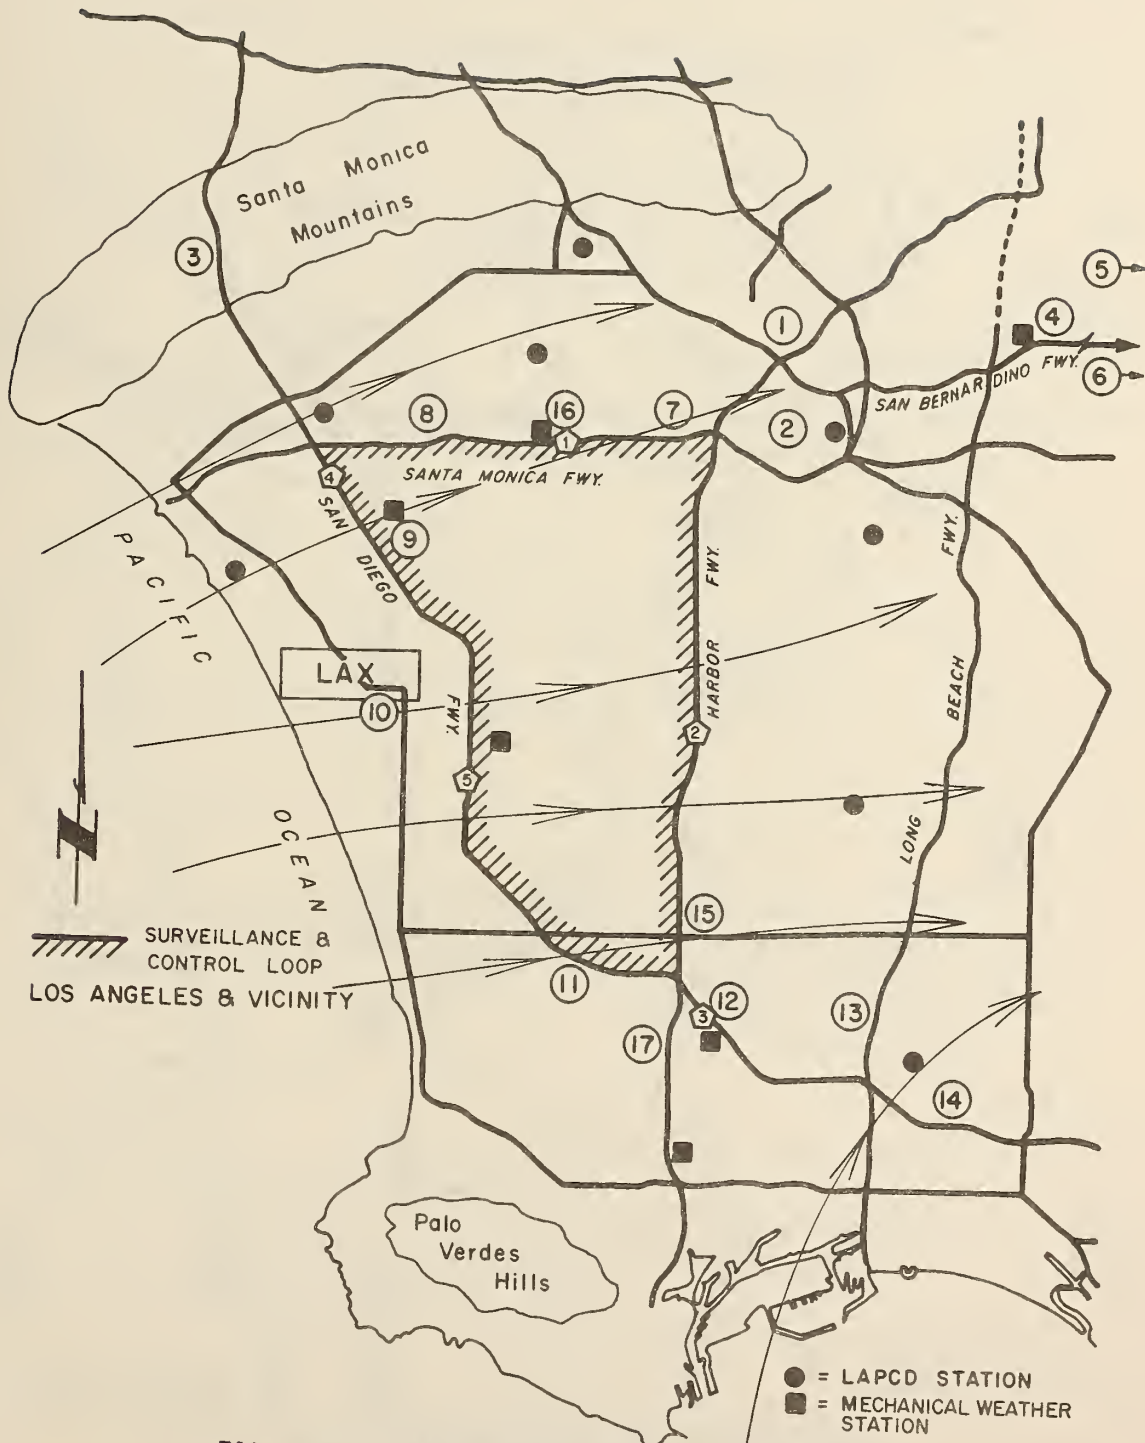 Santa Monica
Mountains
3
5
1
4
6
SAN BERNARDINO FWY.
8
16
7
2
1
SANTA MONICA FWY.
4
SAN DIEGO FWY.
9
PACIFIC OCEAN
HARBOR FWY.
LONG BEACH FWY.
LAX
10
2
5
15
SURVEILLANCE &
CONTROL LOOP
LOS ANGELES & VICINITY
11
3
12
13
17
14
Palo
Verdes
Hills
= LAPCD STATION
= MECHANICAL WEATHER
STATION